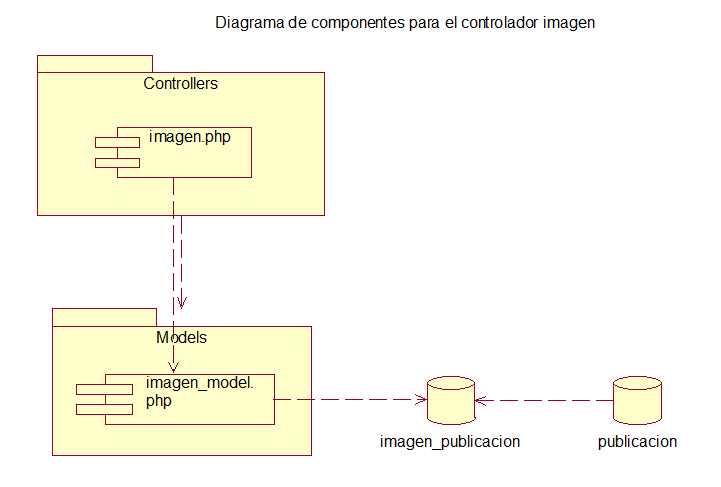 Diagrama de componentes para el controlador imagen
Controllers
imagen.php
Models
imagen_model.
php
imagen_publicacion
publicacion